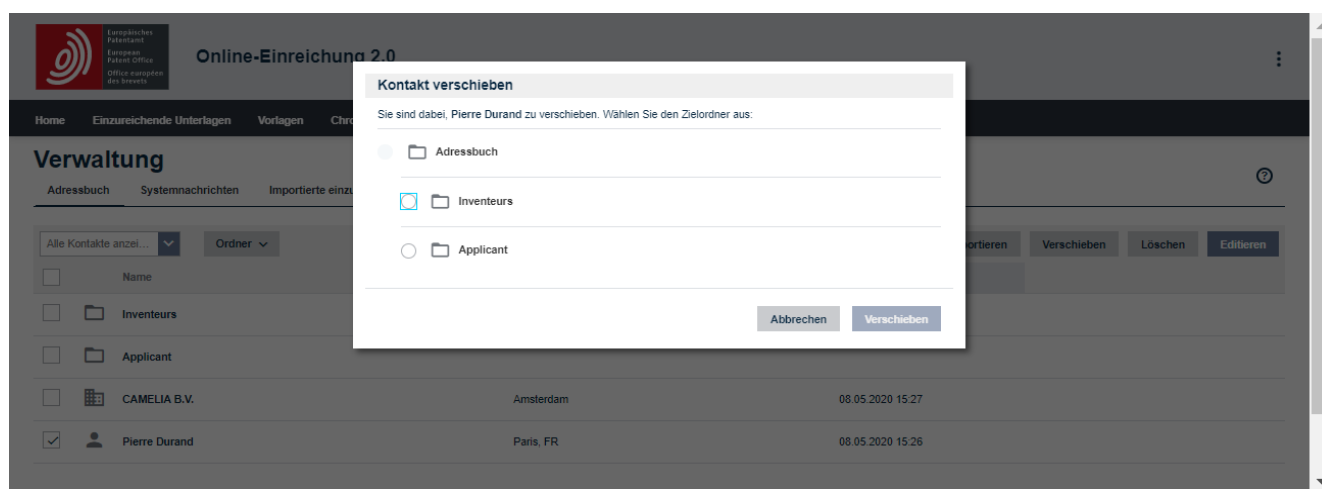 Europäisches
Patentamt
European
Patent Office
Office européen
des brevets
Online-Einreichung 2.0
Home Einzureichende Unterlagen Vorlagen
Verwaltung
Adressbuch Systemnachrichten Importierte
Kontakt verschieben
Sie sind dabei, Pierre Durand zu verschieben. Wählen Sie den Zielordner aus:
Adressbuch
Inventeurs
Applicant
Abbrechen Verschieben
Alle Kontakte anzei... Ordner Verschieben Löschen Editieren
Name
Inventeurs
Applicant
CAMELIA B.V. Amsterdam 08.05.2020 15:27
Pierre Durand Paris, FR 08.05.2020 15:26